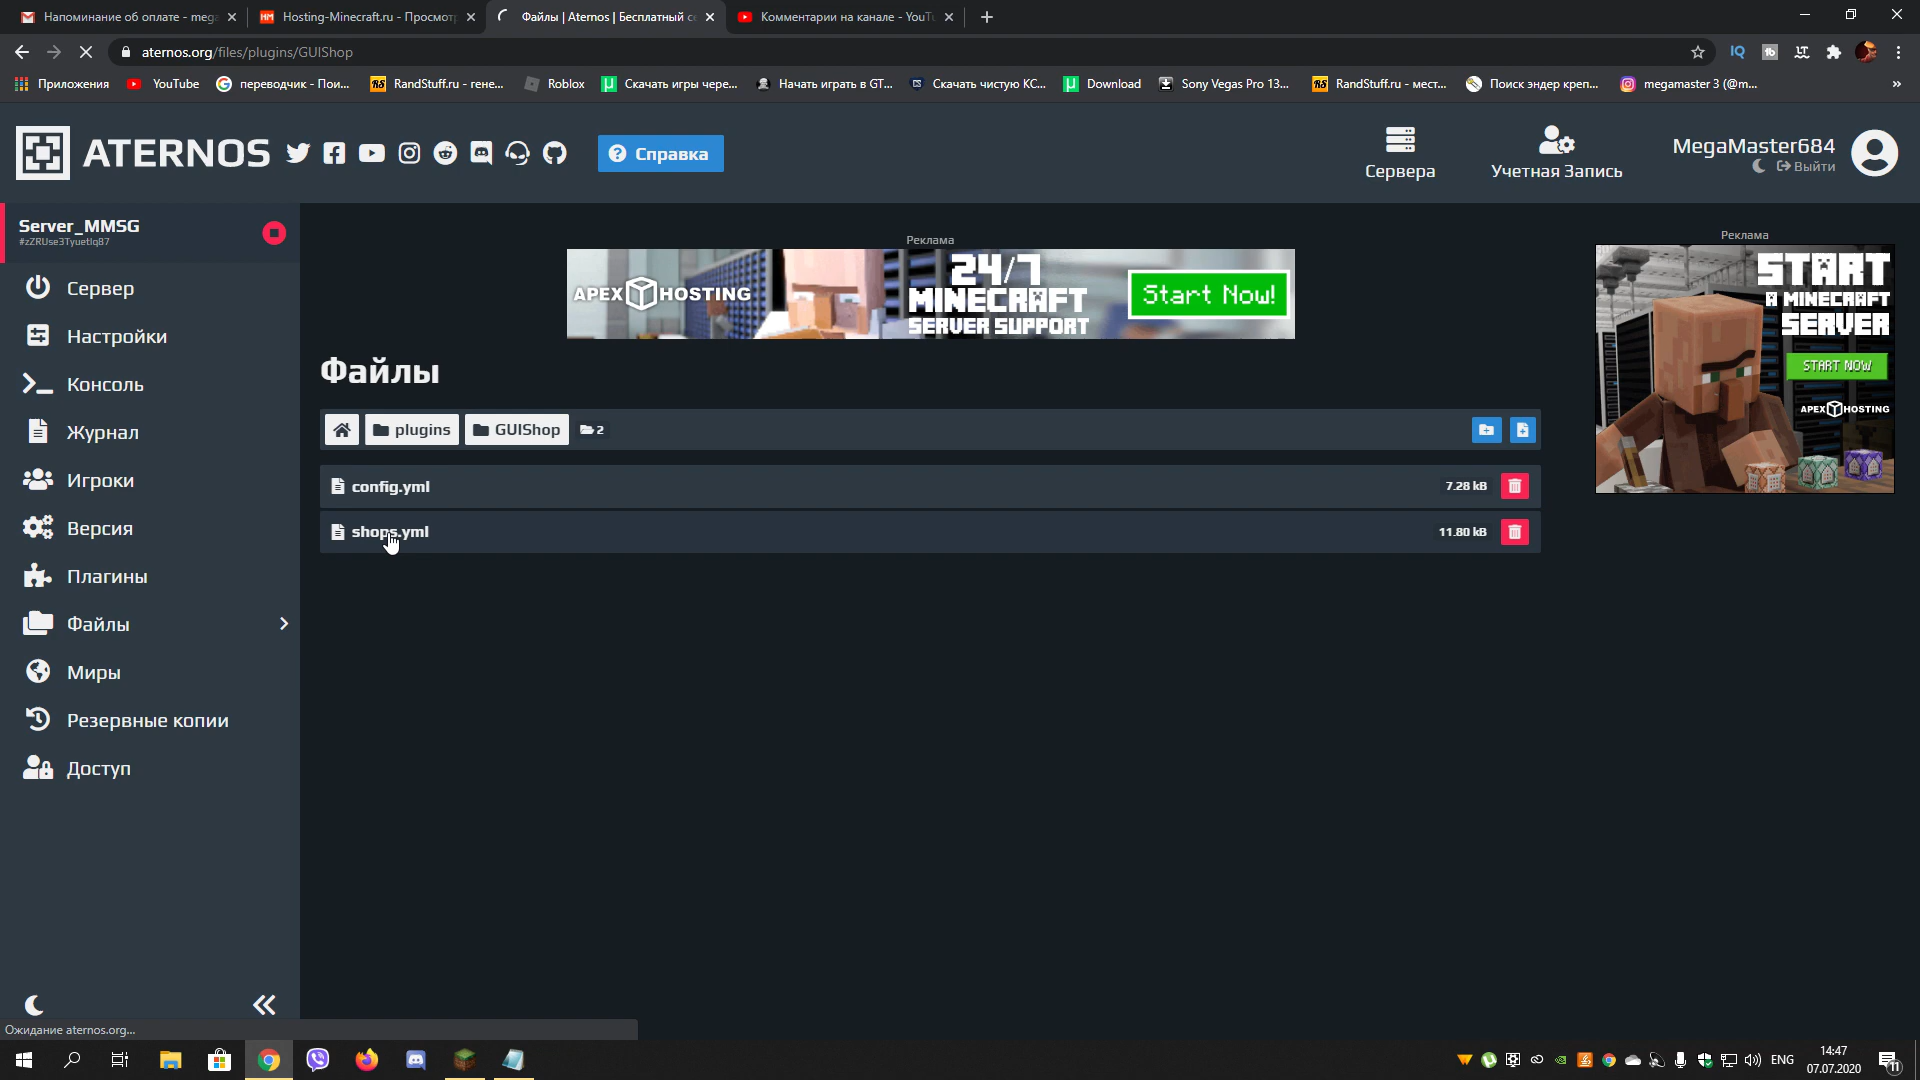 Напоминание об оплате - mega
Hosting-Minecraft.ru - Просмотр
Файлы | Aternos | Бесплатный се
Комментарии на канале - YouTu
aternos.org/files/plugins/GUIShop
Приложения
YouTube
переводчик - Пои...
RandStuff.ru - гене...
Roblox
Скачать игры чере...
Начать играть в GT...
Скачать чистую КС...
Download
Sony Vegas Pro 13...
RandStuff.ru - мест...
Поиск эндер креп...
megamaster 3 (@m...
»
ATERNOS
Справка
Сервера
Учетная Запись
MegaMaster684
Выйти
Server_MMSG
Сервер
Настройки
Консоль
Журнал
Игроки
Версия
Плагины
Файлы
Миры
Резервные копии
Доступ
Реклама
APEX HOSTING
24/7
MINECRAFT
SERVER SUPPORT
Start Now!
Файлы
plugins
GUIShop
2
config.yml
7.28 kB
shops.yml
11.80 kB
Реклама
START
A MINECRAFT
SERVER
START NOW
APEX HOSTING
Ожидание aternos.org...
ENG
14:47
07.07.2020
11